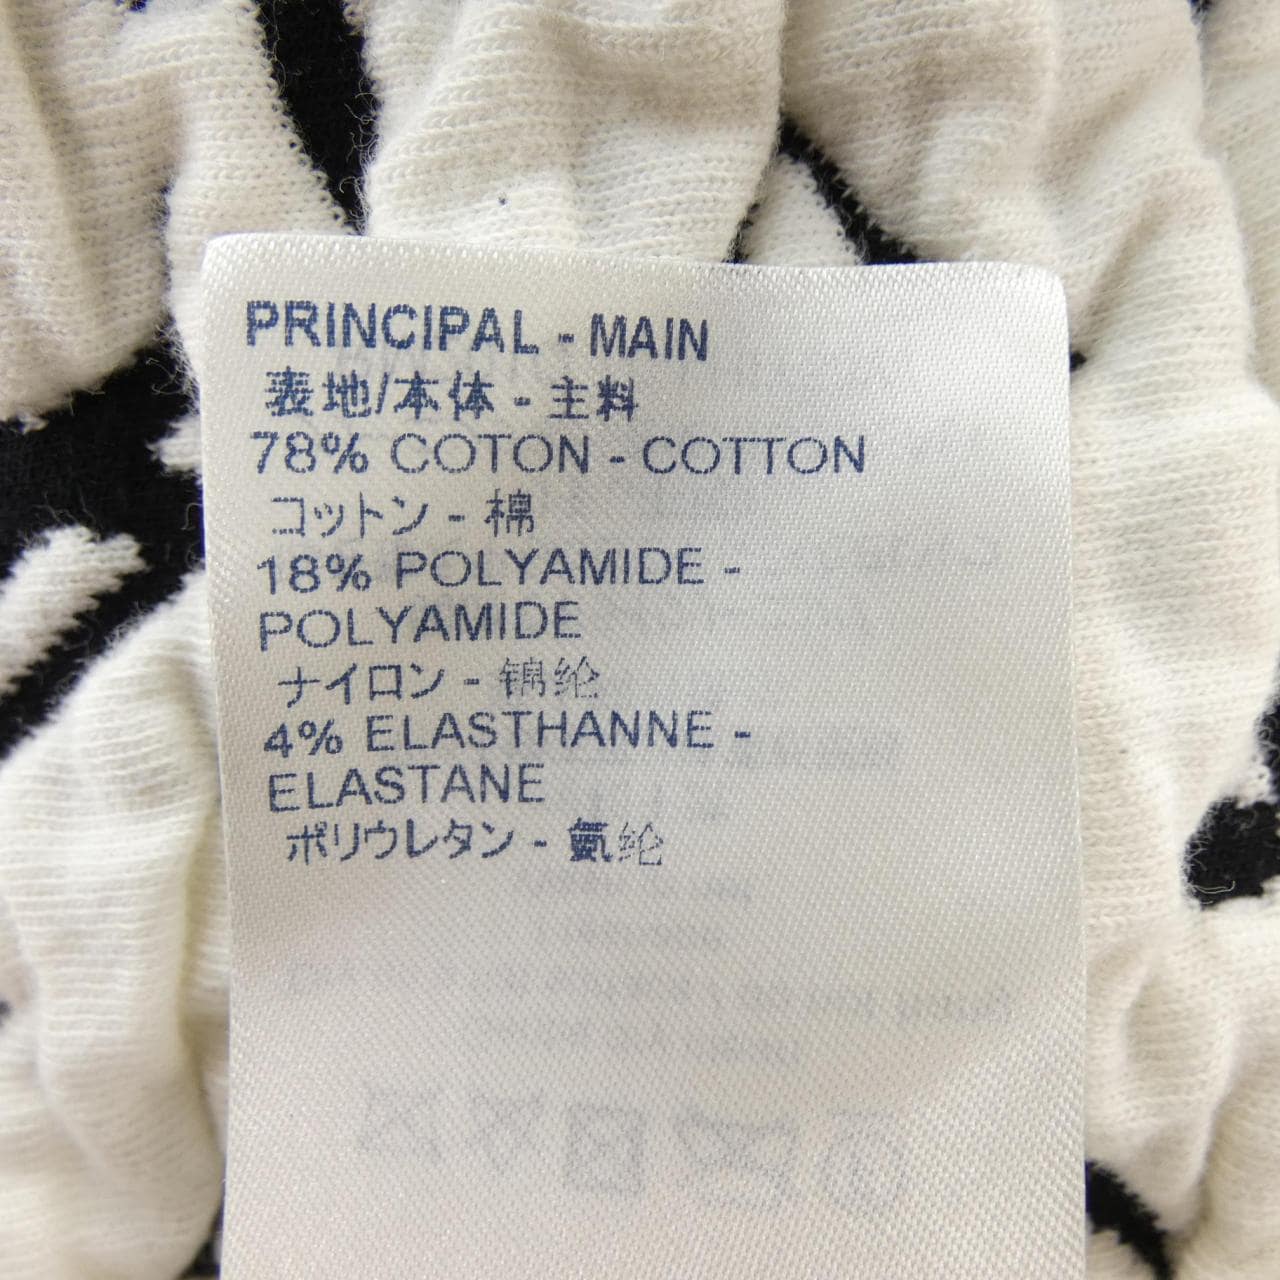 PRINCIPAL - MAIN
表地/本体 - 主料
78% COTON - COTTON
コットン - 棉
18% POLYAMIDE -
POLYAMIDE
ナイロン - 锦纶
4% ELASTHANNE -
ELASTANE
ポリウレタン - 氨纶